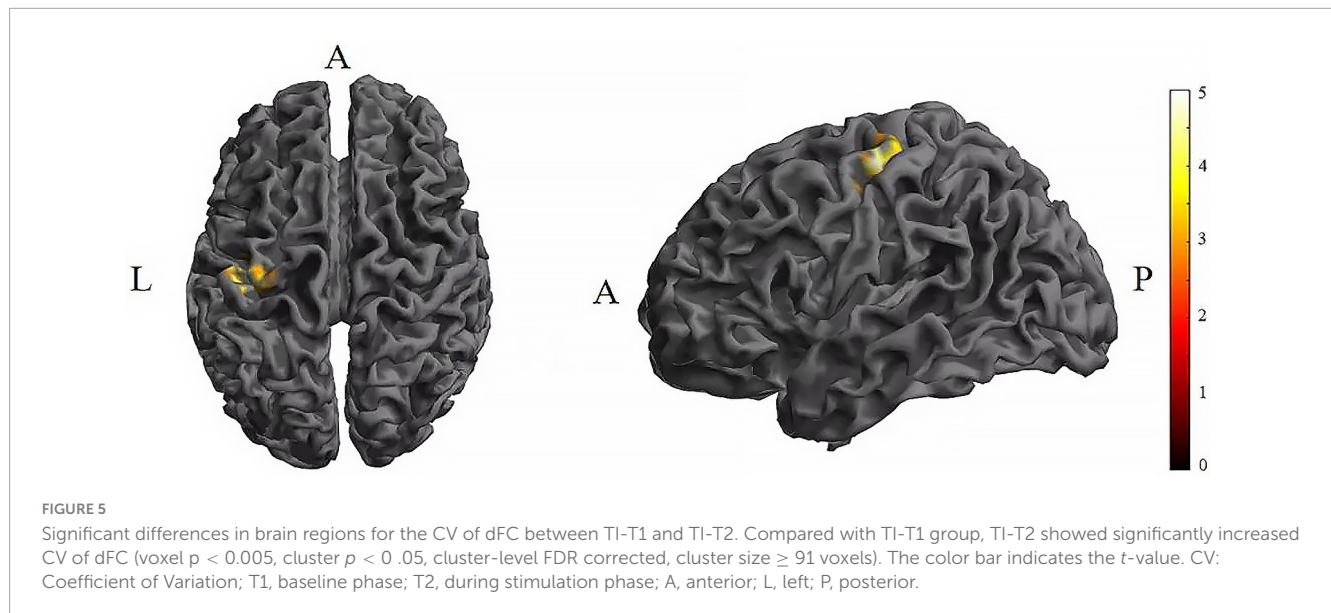 A
L
A
P
5
4
3
2
1
0
FIGURE 5
Significant differences in brain regions for the CV of dFC between TI-T1 and TI-T2. Compared with TI-T1 group, TI-T2 showed significantly increased
CV of dFC (voxel p < 0.005, cluster p < 0 .05, cluster-level FDR corrected, cluster size ≥ 91 voxels). The color bar indicates the t-value. CV:
Coefficient of Variation; T1, baseline phase; T2, during stimulation phase; A, anterior; L, left; P, posterior.